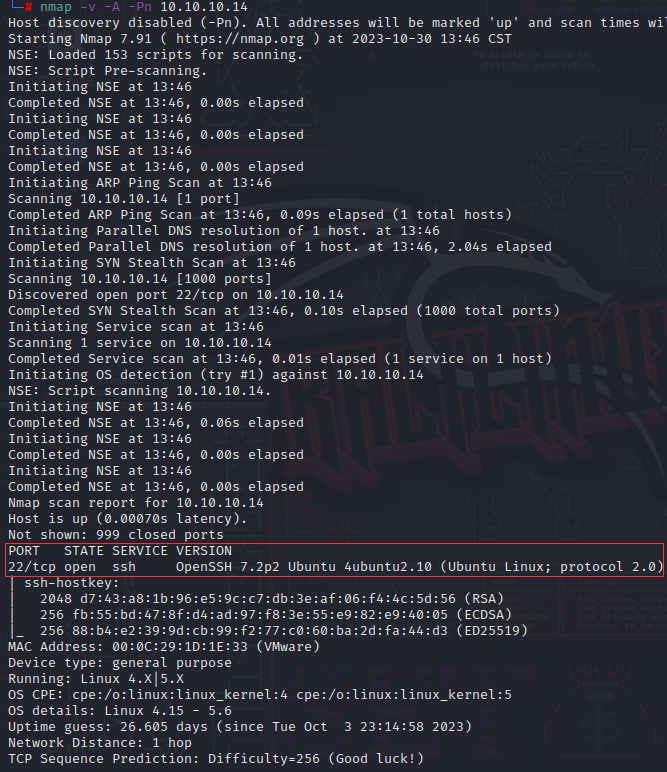 # nmap -v -A -Pn 10.10.10.14
Host discovery disabled (-Pn). All addresses will be marked 'up' and scan times wi
Starting Nmap 7.91 ( https://nmap.org ) at 2023-10-30 13:46 CST
NSE: Loaded 153 scripts for scanning.
NSE: Script Pre-scanning.
Initiating NSE at 13:46
Completed NSE at 13:46, 0.00s elapsed
Initiating NSE at 13:46
Completed NSE at 13:46, 0.00s elapsed
Initiating NSE at 13:46
Completed NSE at 13:46, 0.00s elapsed
Initiating ARP Ping Scan at 13:46
Scanning 10.10.10.14 [1 port]
Completed ARP Ping Scan at 13:46, 0.09s elapsed (1 total hosts)
Initiating Parallel DNS resolution of 1 host. at 13:46
Completed Parallel DNS resolution of 1 host. at 13:46, 2.04s elapsed
Initiating SYN Stealth Scan at 13:46
Scanning 10.10.10.14 [1000 ports]
Discovered open port 22/tcp on 10.10.10.14
Completed SYN Stealth Scan at 13:46, 0.10s elapsed (1000 total ports)
Initiating Service scan at 13:46
Scanning 1 service on 10.10.10.14
Completed Service scan at 13:46, 0.01s elapsed (1 service on 1 host)
Initiating OS detection (try #1) against 10.10.10.14
NSE: Script scanning 10.10.10.14.
Initiating NSE at 13:46
Completed NSE at 13:46, 0.06s elapsed
Initiating NSE at 13:46
Completed NSE at 13:46, 0.00s elapsed
Initiating NSE at 13:46
Completed NSE at 13:46, 0.00s elapsed
Nmap scan report for 10.10.10.14
Host is up (0.00070s latency).
Not shown: 999 closed ports
PORT   STATE SERVICE VERSION
22/tcp open  ssh     OpenSSH 7.2p2 Ubuntu 4ubuntu2.10 (Ubuntu Linux; protocol 2.0)
| ssh-hostkey:
|   2048 d7:43:a8:1b:96:e5:9c:c7:db:3e:af:06:f4:4c:5d:56 (RSA)
|   256 fb:55:bd:47:8f:d4:ad:97:f8:3e:55:e9:82:e9:40:05 (ECDSA)
|_  256 88:b4:e2:39:9d:cb:99:f2:77:c0:60:ba:2d:fa:44:d3 (ED25519)
MAC Address: 00:0C:29:1D:1E:33 (VMware)
Device type: general purpose
Running: Linux 4.X|5.X
OS CPE: cpe:/o:linux:linux_kernel:4 cpe:/o:linux:linux_kernel:5
OS details: Linux 4.15 - 5.6
Uptime guess: 26.605 days (since Tue Oct  3 23:14:58 2023)
Network Distance: 1 hop
TCP Sequence Prediction: Difficulty=256 (Good luck!)